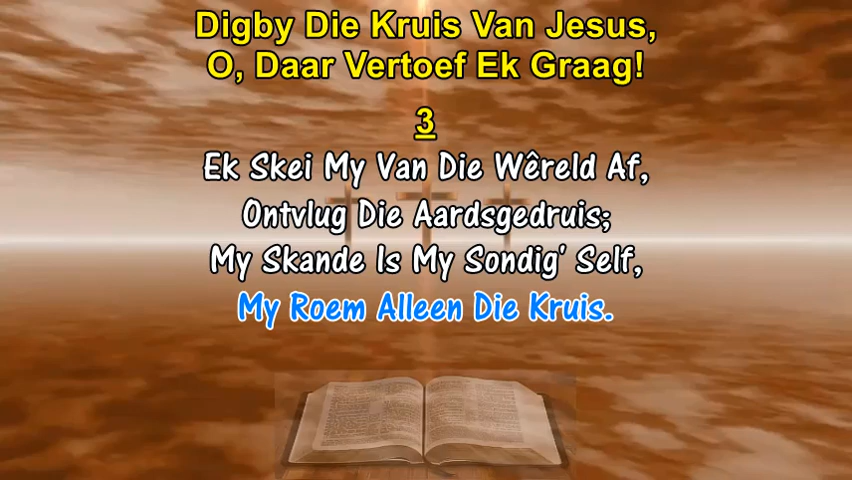 Digby Die Kruis Van Jesus,
O, Daar Vertoef Ek Graag!
3
Ek Skei My Van Die Wêreld Af,
Ontvlug Die Aardsgedruis;
My Skande Is My Sondig' Self,
My Roem Alleen Die Kruis.